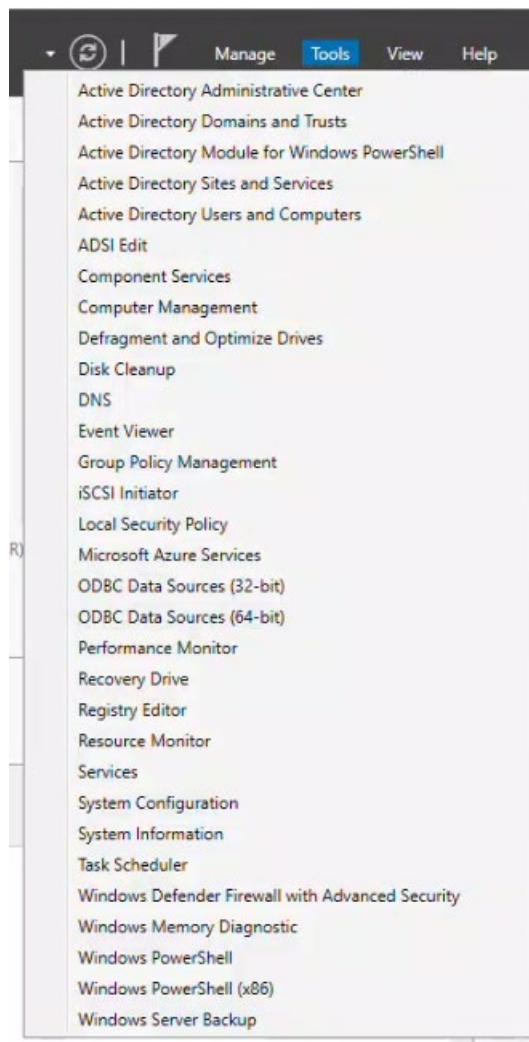 Manage Tools View Help
Active Directory Administrative Center
Active Directory Domains and Trusts
Active Directory Module for Windows PowerShell
Active Directory Sites and Services
Active Directory Users and Computers
ADSI Edit
Component Services
Computer Management
Defragment and Optimize Drives
Disk Cleanup
DNS
Event Viewer
Group Policy Management
iSCSI Initiator
Local Security Policy
R)
Microsoft Azure Services
ODBC Data Sources (32-bit)
ODBC Data Sources (64-bit)
Performance Monitor
Recovery Drive
Registry Editor
Resource Monitor
Services
System Configuration
System Information
Task Scheduler
Windows Defender Firewall with Advanced Security
Windows Memory Diagnostic
Windows PowerShell
Windows PowerShell (x86)
Windows Server Backup